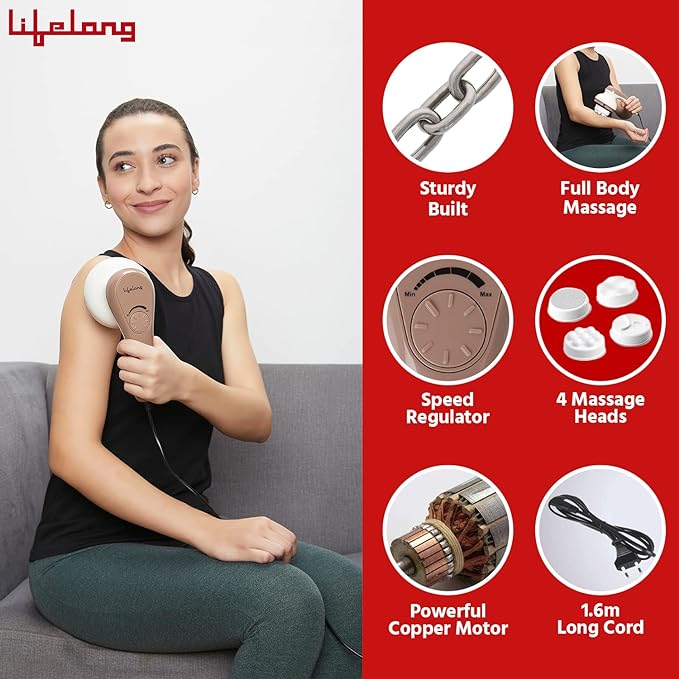 Lifelong
Lifelong
Sturdy
Built
Full Body
Massage
Min
Max
Speed
Regulator
4 Massage
Heads
Powerful
Copper Motor
1.6m
Long Cord